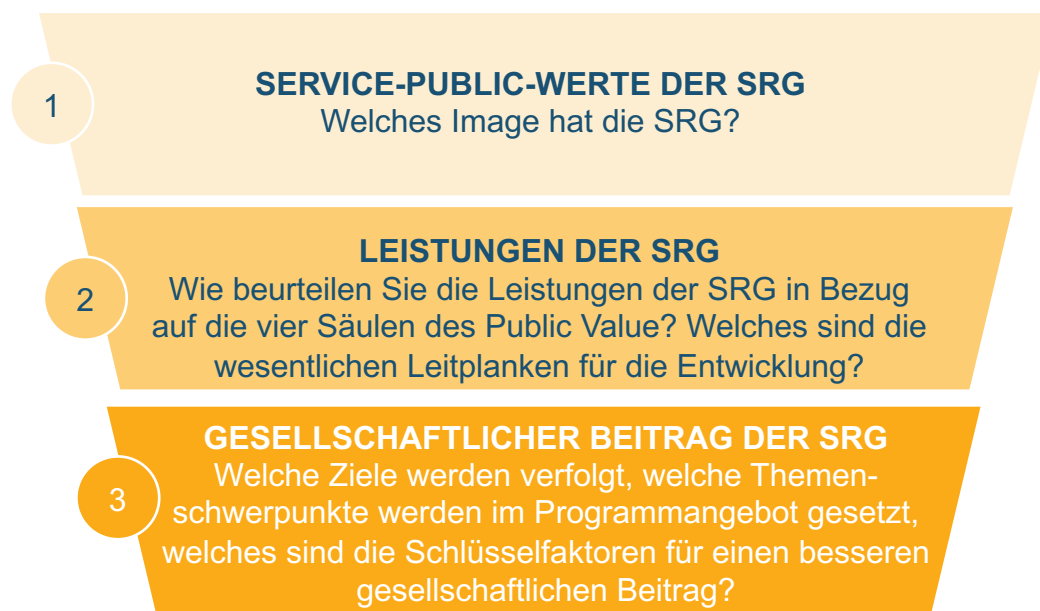 1
SERVICE-PUBLIC-WERTE DER SRG
Welches Image hat die SRG?
2
LEISTUNGEN DER SRG
Wie beurteilen Sie die Leistungen der SRG in Bezug
auf die vier Säulen des Public Value? Welches sind die
wesentlichen Leitplanken für die Entwicklung?
3
GESELLSCHAFTLICHER BEITRAG DER SRG
Welche Ziele werden verfolgt, welche Themen-
schwerpunkte werden im Programmangebot gesetzt,
welches sind die Schlüsselfaktoren für einen besseren
gesellschaftlichen Beitrag?